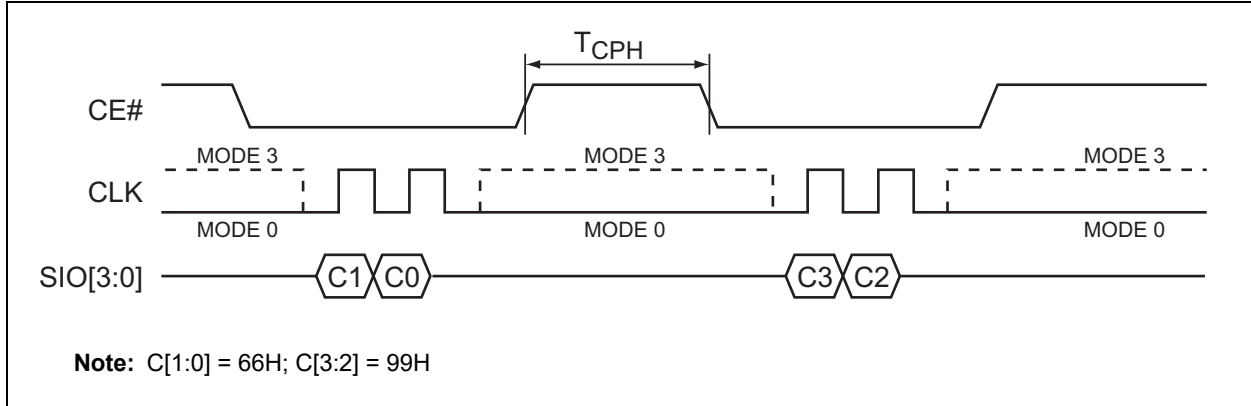 TCPH
CE#
MODE 3 MODE 3 MODE 3
CLK
MODE 0 MODE 0 MODE 0
SIO[3:0] C1 C0 C3 C2
Note: C[1:0] = 66H; C[3:2] = 99H